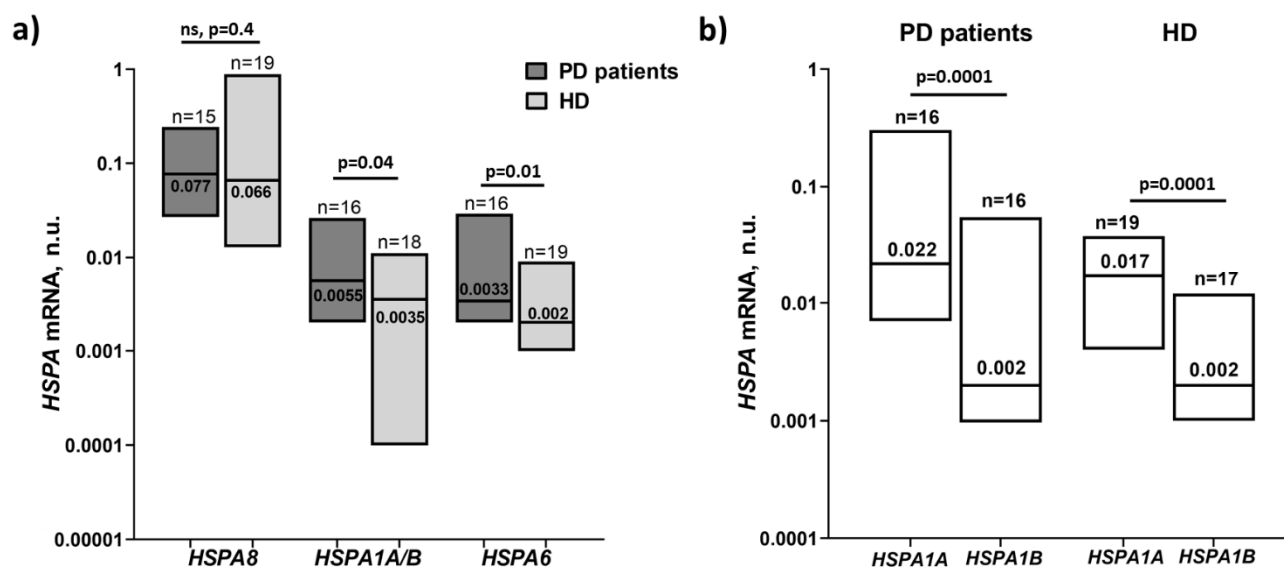 a)
ns, p=0.4
n=19
n=15
PD patients
HD
p=0.04
p=0.01
n=16
n=18
n=16
n=19
1
0.1
0.01
0.001
0.0001
0.00001
HSPA mRNA, n.u.
0.077
0.066
0.0055
0.0035
0.0033
0.002
HSPA8
HSPA1A/B
HSPA6
b)
PD patients
HD
p=0.0001
n=16
n=16
p=0.0001
n=19
n=17
1
0.1
0.01
0.001
0.0001
HSPA mRNA, n.u.
0.022
0.002
0.017
0.002
HSPA1A
HSPA1B
HSPA1A
HSPA1B